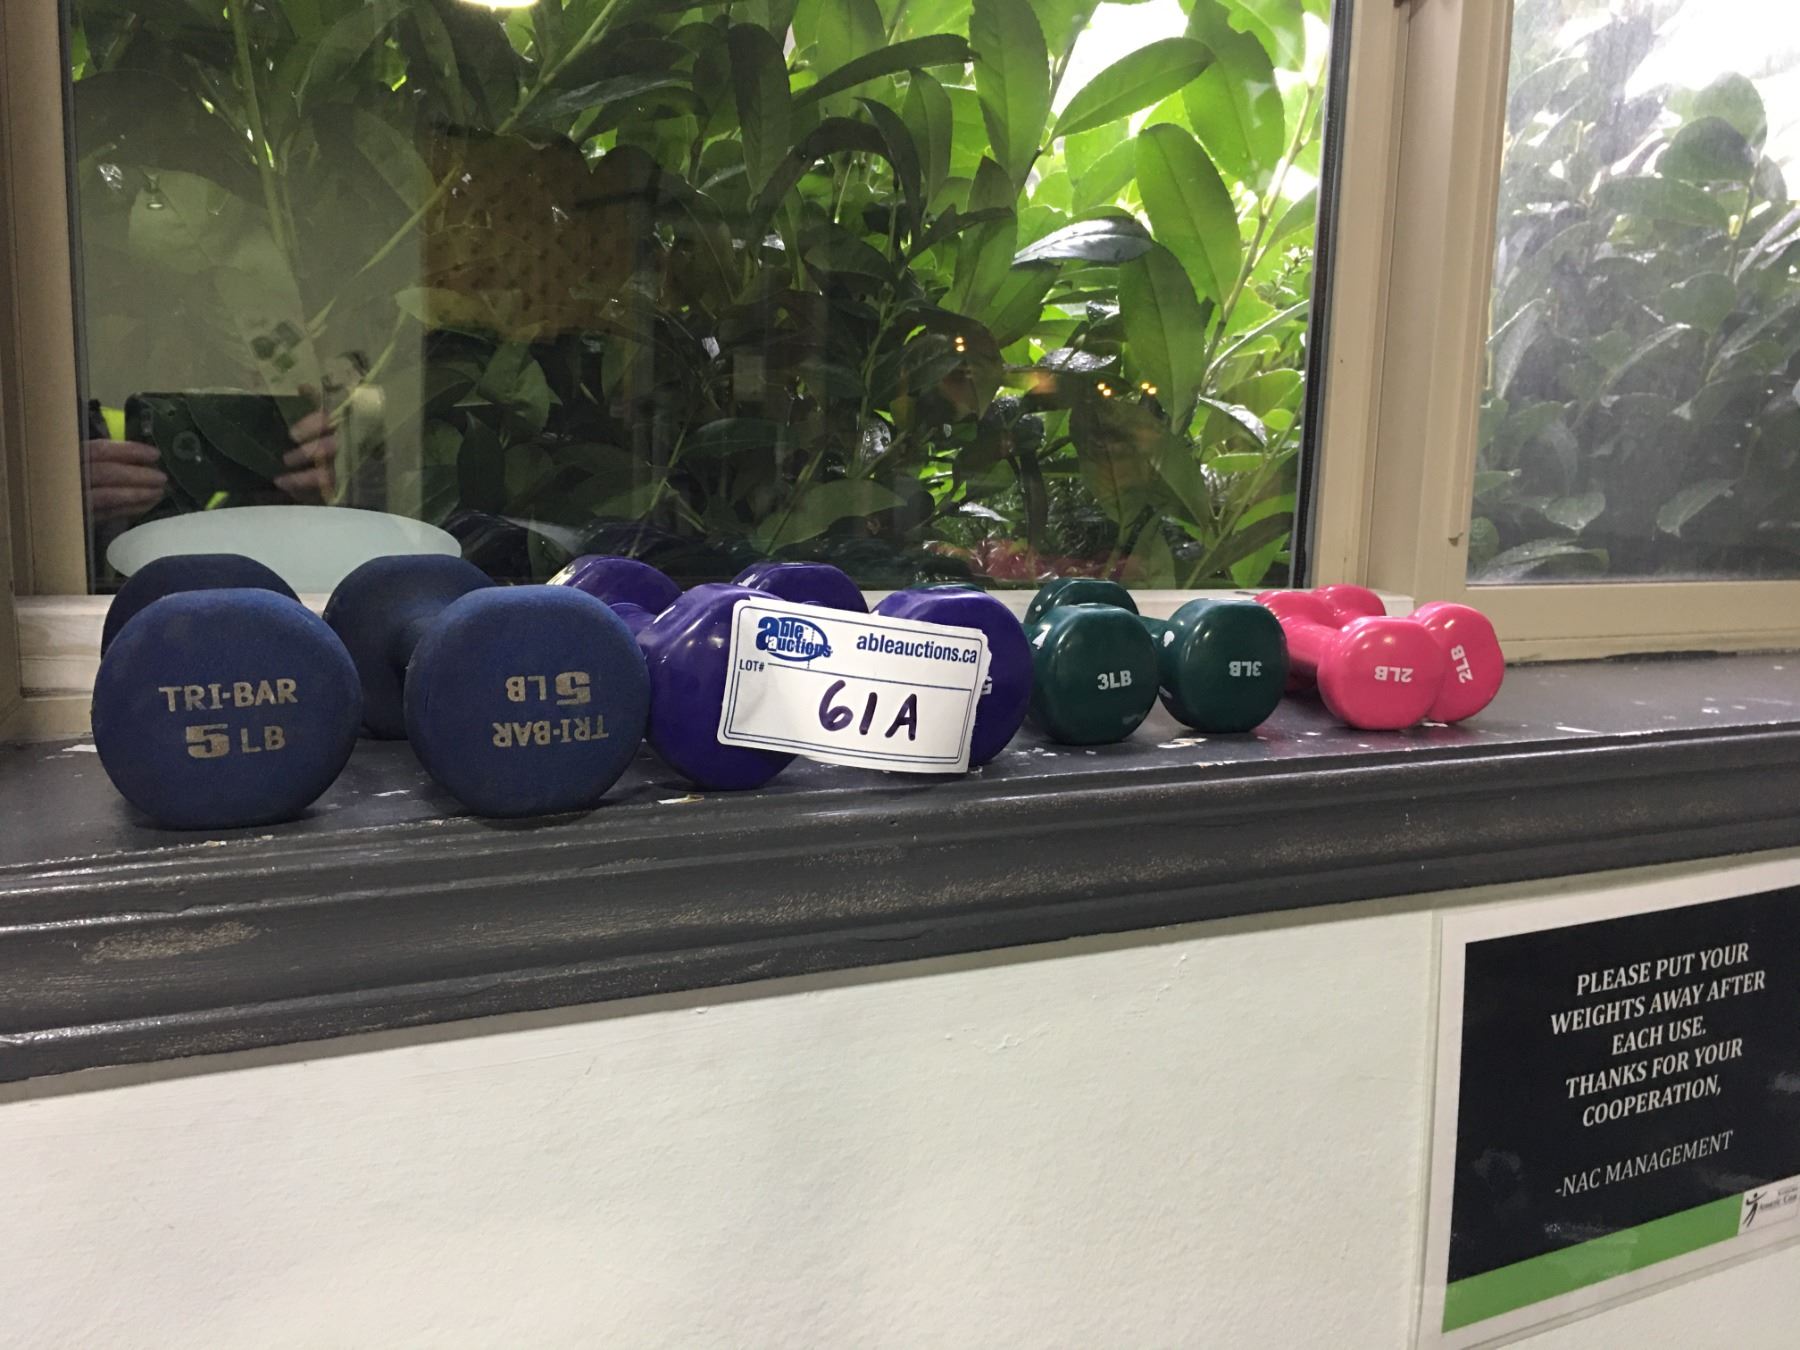 TRI-BAR
5 LB
5 LB
TRI-BAR
able
auctions
ableauctions.ca
LOT#
61A
5
3LB
3LB
2LB
2LB
PLEASE PUT YOUR
WEIGHTS AWAY AFTER
EACH USE.
THANKS FOR YOUR
COOPERATION,
-NAC MANAGEMENT